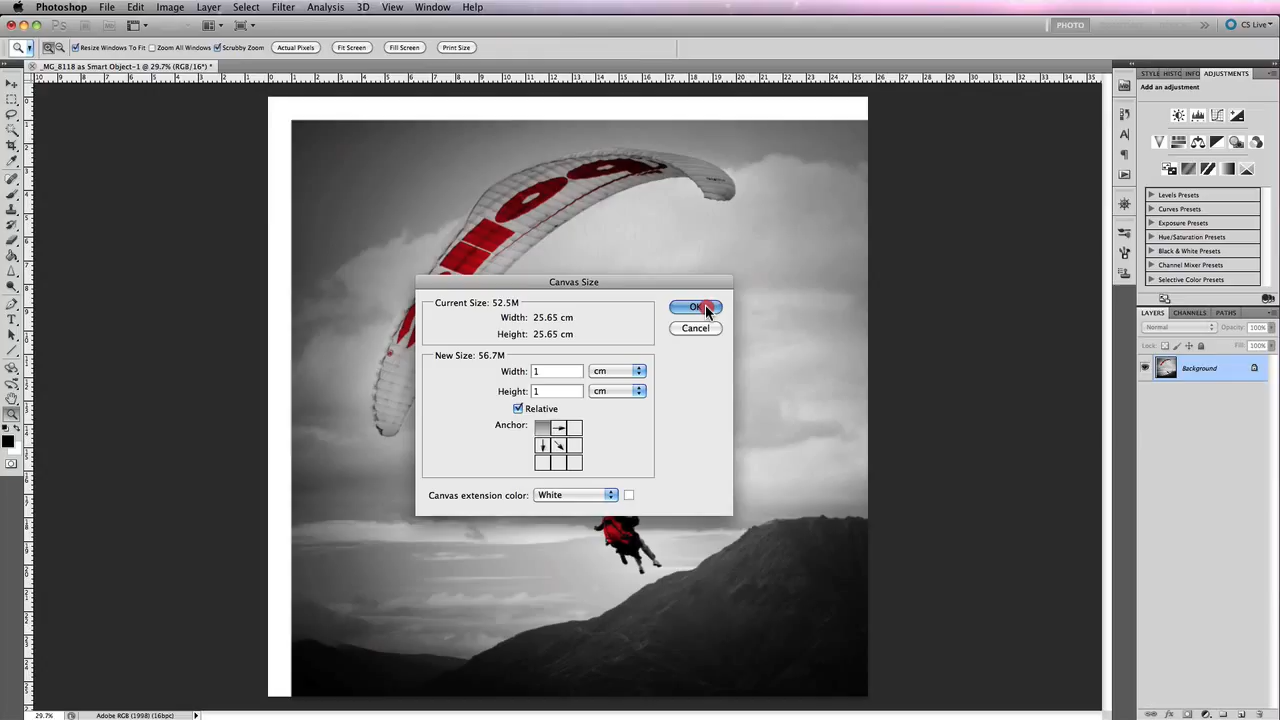 Photoshop File Edit Image Layer Select Filter Analysis 3D View Window Help
PHOTO CS Live
Resize Windows To Fit Zoom All Windows Scrubby Zoom Actual Pixels Fit Screen Fill Screen Print Size
_MG_8118 as Smart Object-1 @ 29.7% (RGB/16*) *
STYLE HISTO INFO ADJUSTMENTS
Add an adjustment
Levels Presets
Curves Presets
Exposure Presets
Hue/Saturation Presets
Black & White Presets
Channel Mixer Presets
Selective Color Presets
LAYERS CHANNELS PATHS
Normal Opacity: 100%
Lock: Fill: 100%
Background
Canvas Size
Current Size: 52.5M
Width: 25.65 cm
Height: 25.65 cm
OK
Cancel
New Size: 56.7M
Width: 1 cm
Height: 1 cm
Relative
Anchor:
Canvas extension color: White
29.7% Adobe RGB (1998) (16bpc)